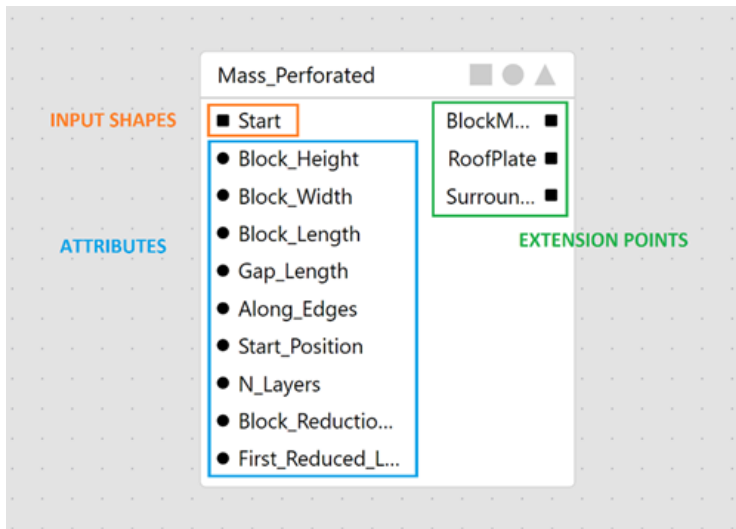 Mass_Perforated
INPUT SHAPES
Start
BlockM...
Block_Height
RoofPlate
Block_Width
Surroun...
ATTRIBUTES
Block_Length
EXTENSION POINTS
Gap_Length
Along_Edges
Start_Position
N_Layers
Block_Reductio...
First_Reduced_L...